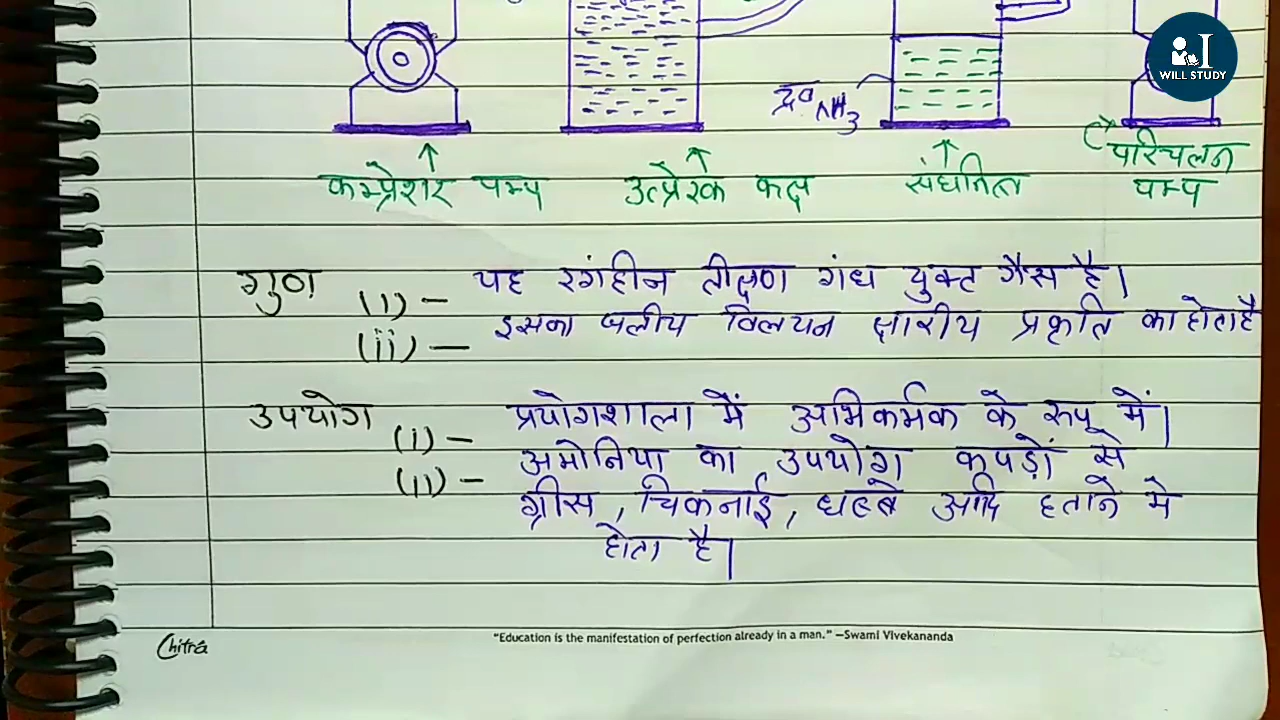 I
WILL STUDY
द्रव NH3
कम्प्रेशर पम्प उत्प्रेरक कक्ष संघनित्र परिचलन
पम्प
गुण (i) – यह रगंहीन तीक्ष्ण गंध युक्त गैस है।
(ii) – इसका जलीय विलयन क्षारीय प्रकृति का होता है
उपयोग (i) – प्रयोगशाला में अभिकर्मक के रूप में।
(ii) – अमोनिया का उपयोग कपड़ों से
ग्रीस, चिकनाई, धब्बे आदि हताने मे
होता है।
Chitra
"Education is the manifestation of perfection already in a man." –Swami Vivekananda